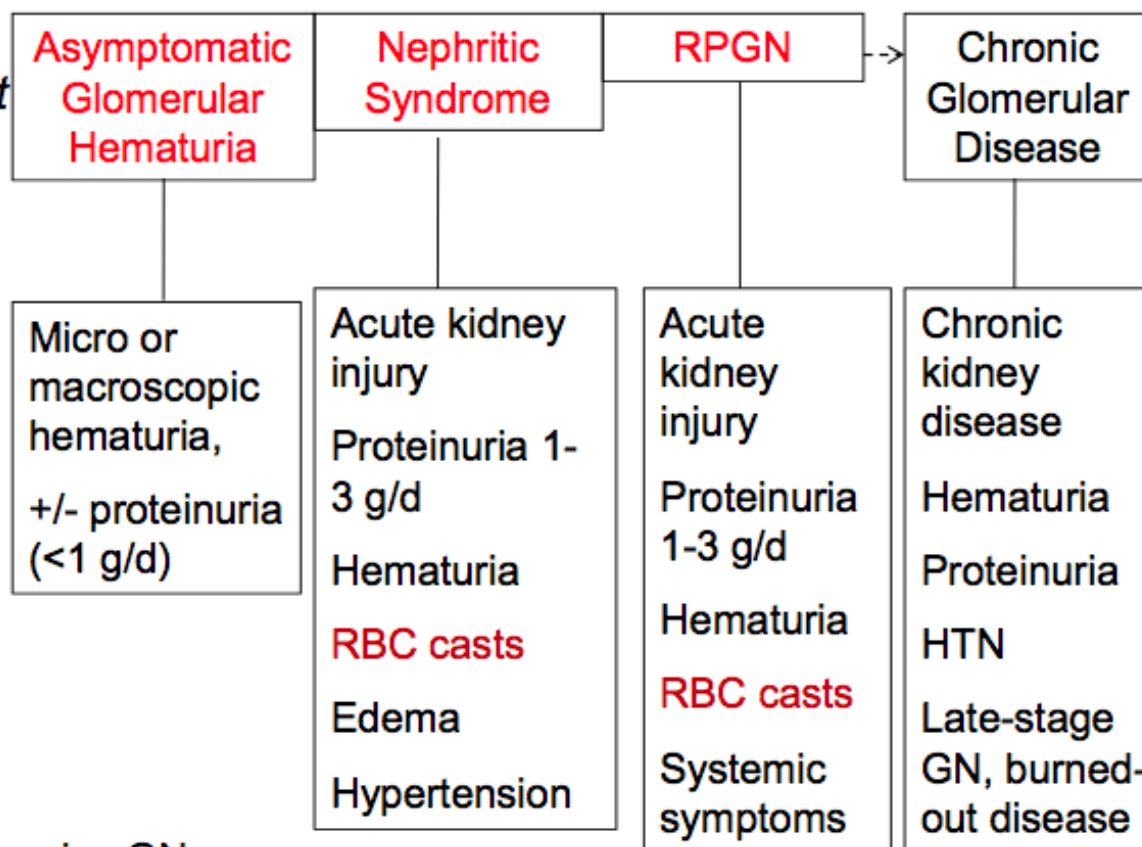 Asymptomatic
Glomerular
Hematuria
Nephritic
Syndrome
RPGN
Chronic
Glomerular
Disease
t
Micro or
macroscopic
hematuria,
+/- proteinuria
(<1 g/d)
Acute kidney
injury
Proteinuria 1-
3 g/d
Hematuria
RBC casts
Edema
Hypertension
Acute
kidney
injury
Proteinuria
1-3 g/d
Hematuria
RBC casts
Systemic
symptoms
Chronic
kidney
disease
Hematuria
Proteinuria
HTN
Late-stage
GN, burned-
out disease
GN